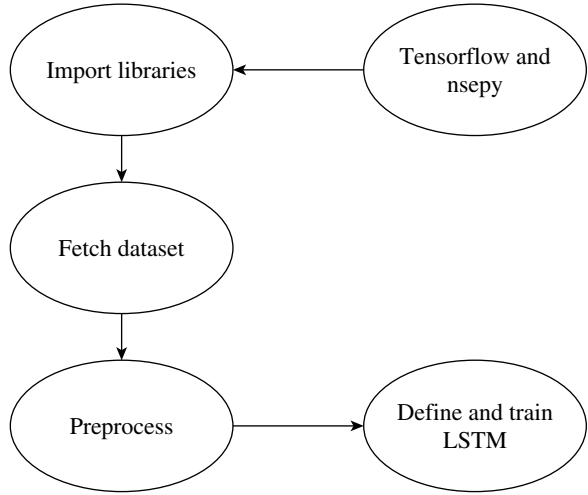 Import libraries
Tensorflow and
nsepy
Fetch dataset
Preprocess
Define and train
LSTM